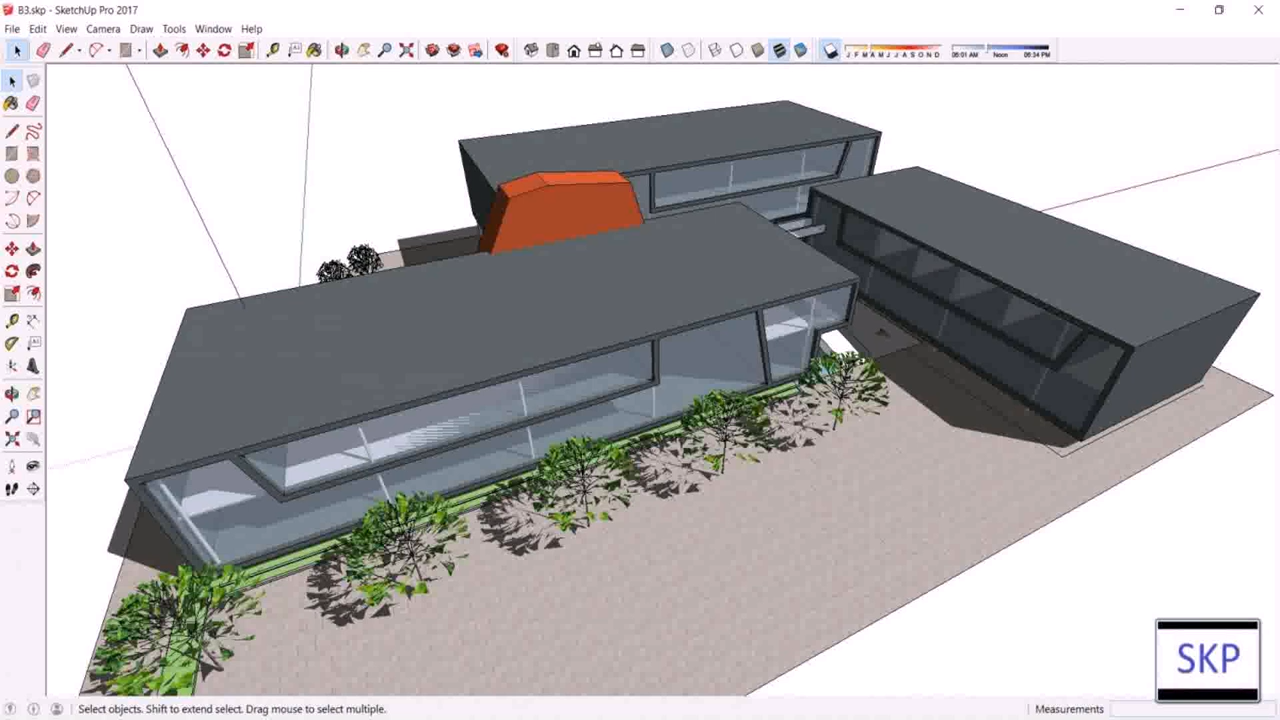 B3.skp - SketchUp Pro 2017
File Edit View Camera Draw Tools Window Help
J F M A M J J A S O N D 06:01 AM Noon 06:34 PM
SKP
Select objects. Shift to extend select. Drag mouse to select multiple.
Measurements